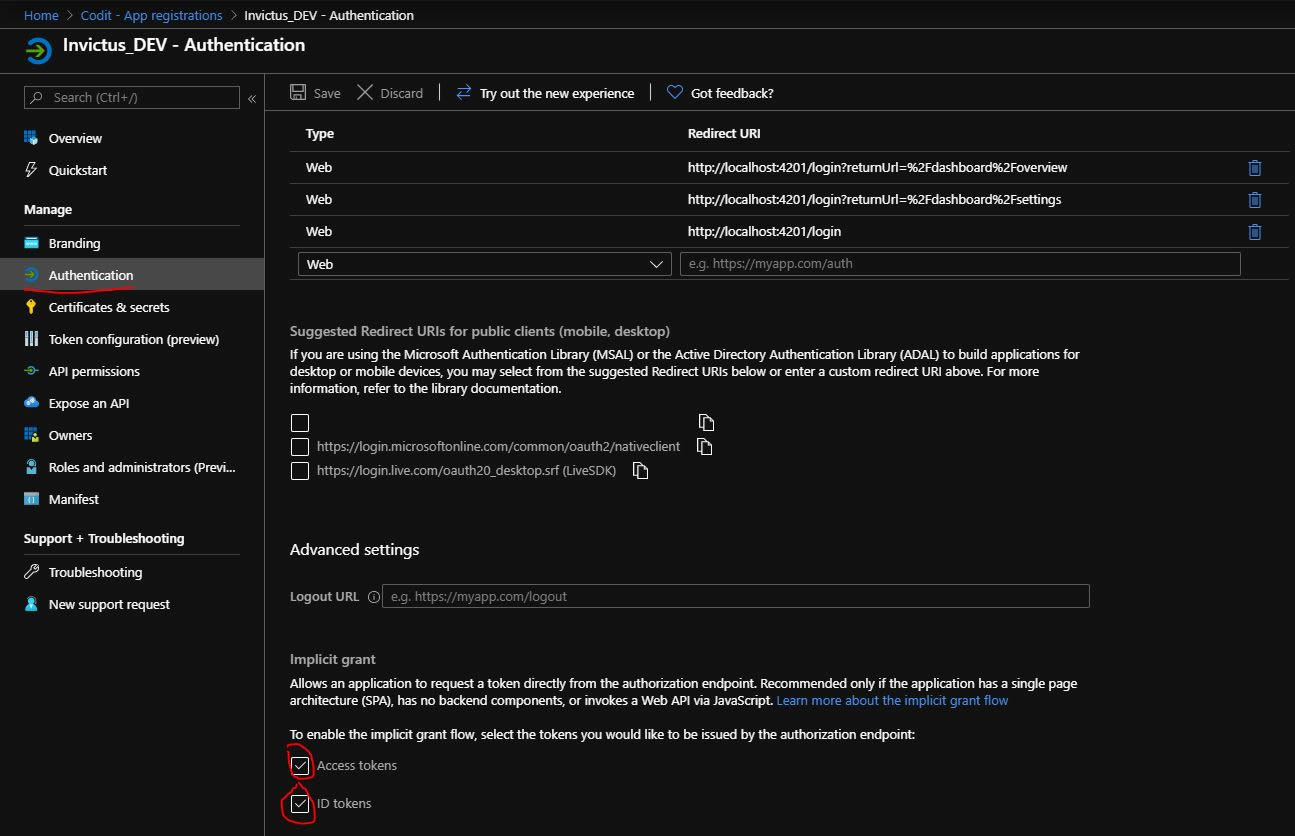 Home > Codit - App registrations > Invictus_DEV - Authentication
Invictus_DEV - Authentication
Search (Ctrl+/)
«
Overview
Quickstart
Manage
Branding
Authentication
Certificates & secrets
Token configuration (preview)
API permissions
Expose an API
Owners
Roles and administrators (Previ...
Manifest
Support + Troubleshooting
Troubleshooting
New support request
Save Discard Try out the new experience Got feedback?
Type Redirect URI
Web http://localhost:4201/login?returnUrl=%2Fdashboard%2Foverview
Web http://localhost:4201/login?returnUrl=%2Fdashboard%2Fsettings
Web http://localhost:4201/login
Web e.g. https://myapp.com/auth
Suggested Redirect URIs for public clients (mobile, desktop)
If you are using the Microsoft Authentication Library (MSAL) or the Active Directory Authentication Library (ADAL) to build applications for
desktop or mobile devices, you may select from the suggested Redirect URIs below or enter a custom redirect URI above. For more
information, refer to the library documentation.
https://login.microsoftonline.com/common/oauth2/nativeclient
https://login.live.com/oauth20_desktop.srf (LiveSDK)
Advanced settings
Logout URL e.g. https://myapp.com/logout
Implicit grant
Allows an application to request a token directly from the authorization endpoint. Recommended only if the application has a single page
architecture (SPA), has no backend components, or invokes a Web API via JavaScript. Learn more about the implicit grant flow
To enable the implicit grant flow, select the tokens you would like to be issued by the authorization endpoint:
Access tokens
ID tokens